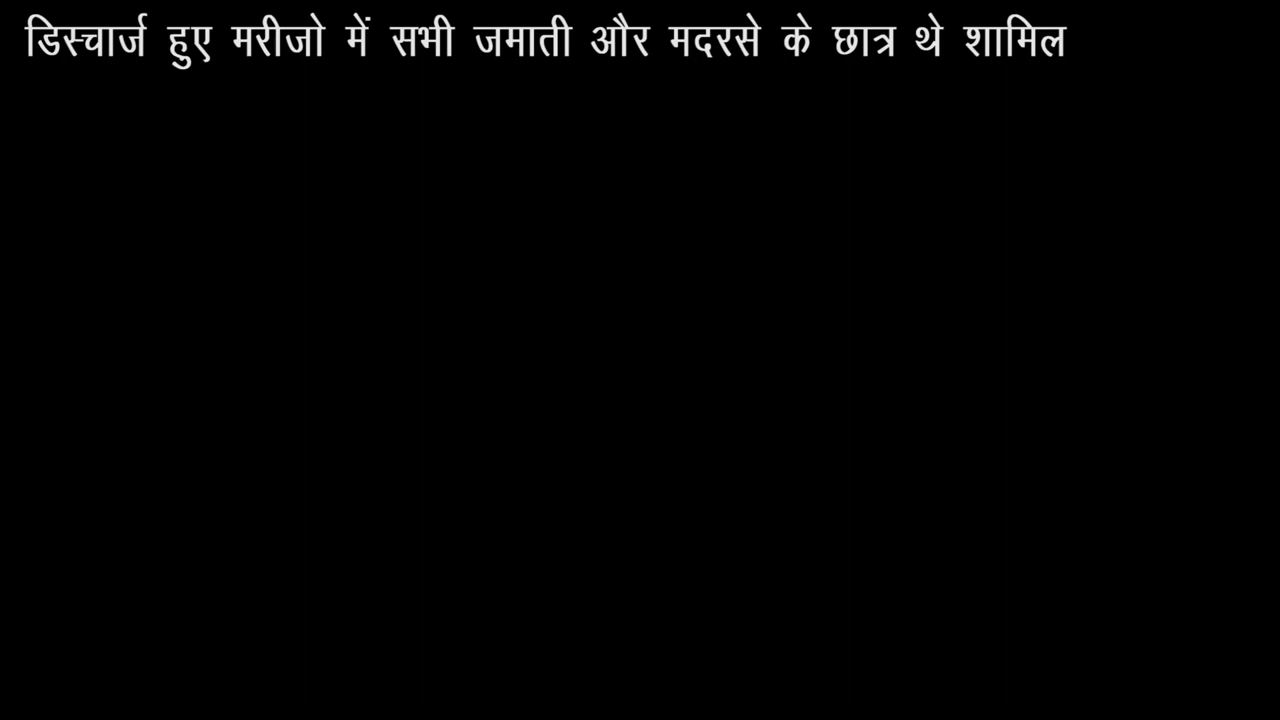 डिस्चार्ज हुए मरीजो में सभी जमाती और मदरसे के छात्र थे शामिल